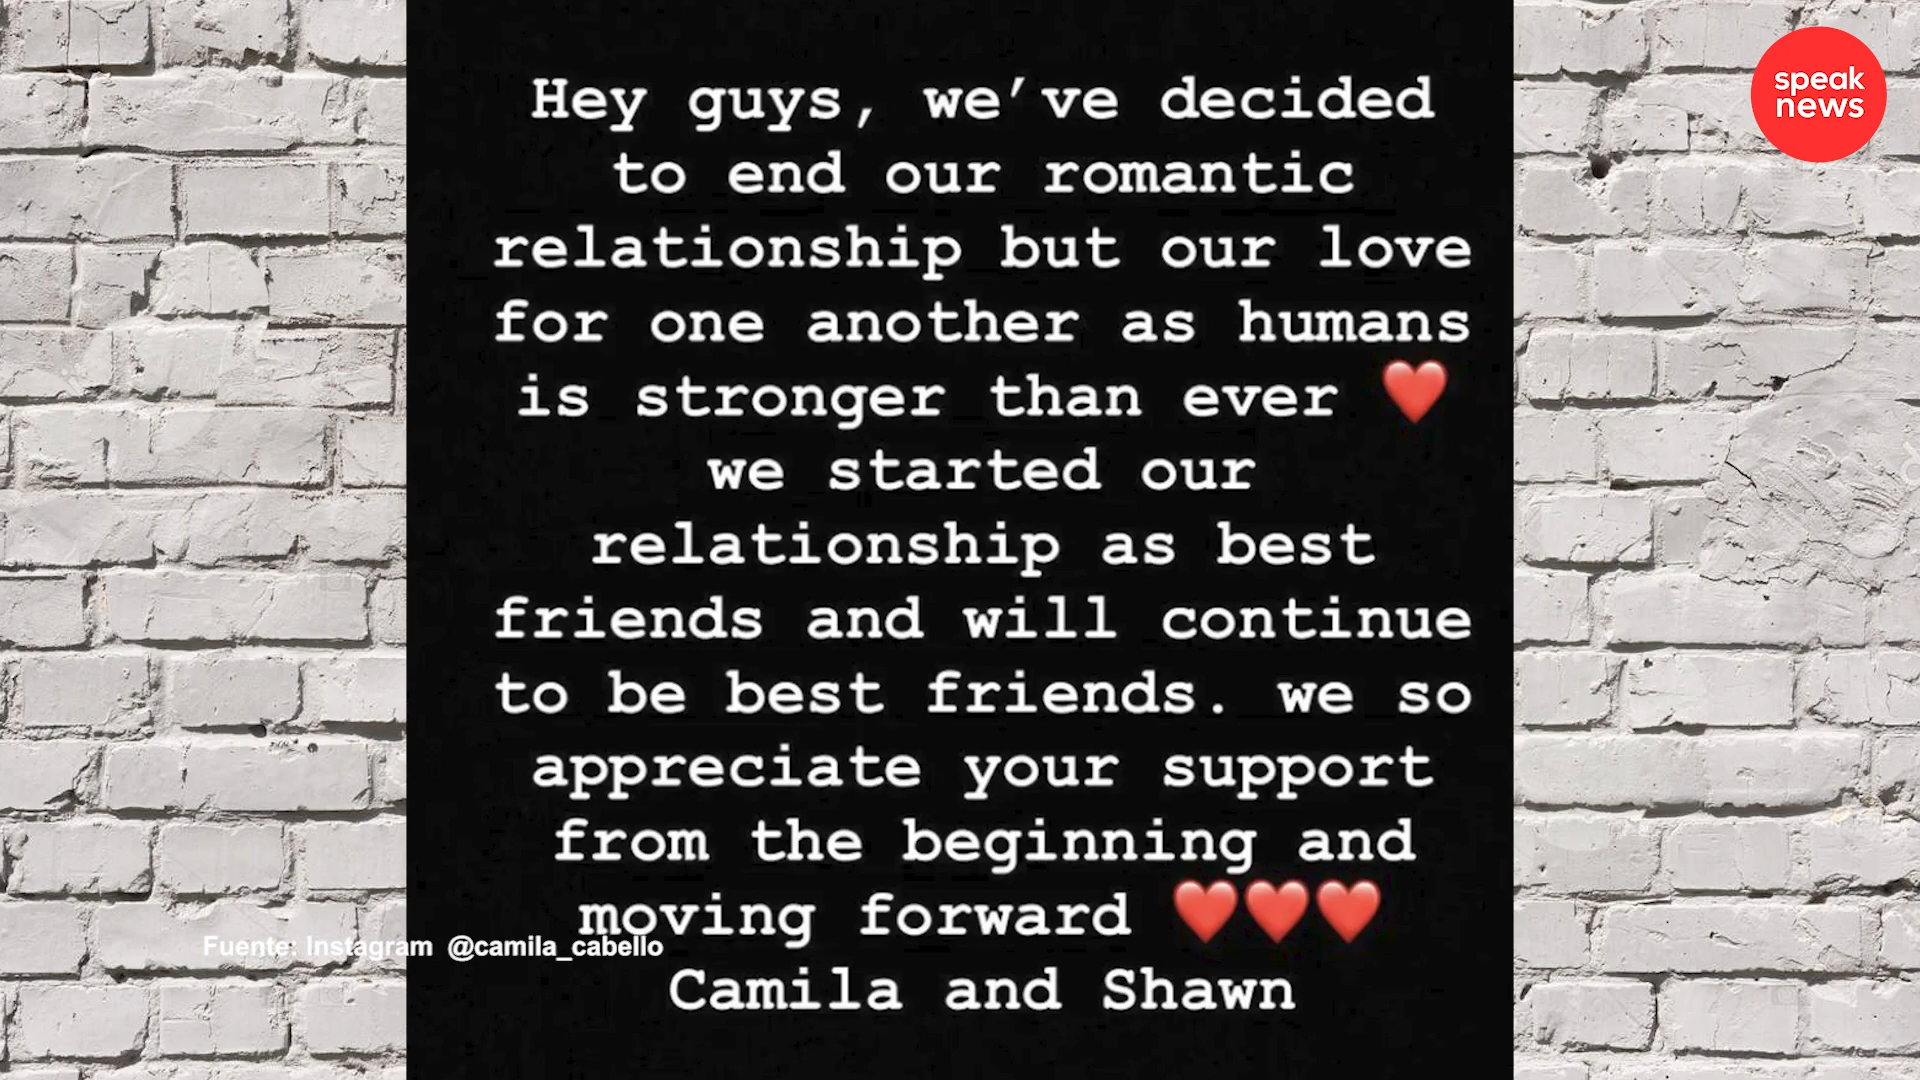 speak
news
Hey guys, we’ve decided
to end our romantic
relationship but our love
for one another as humans
is stronger than ever ❤️
we started our
relationship as best
friends and will continue
to be best friends. we so
appreciate your support
from the beginning and
moving forward ❤️❤️❤️
Fuente: Instagram @camila_cabello
Camila and Shawn